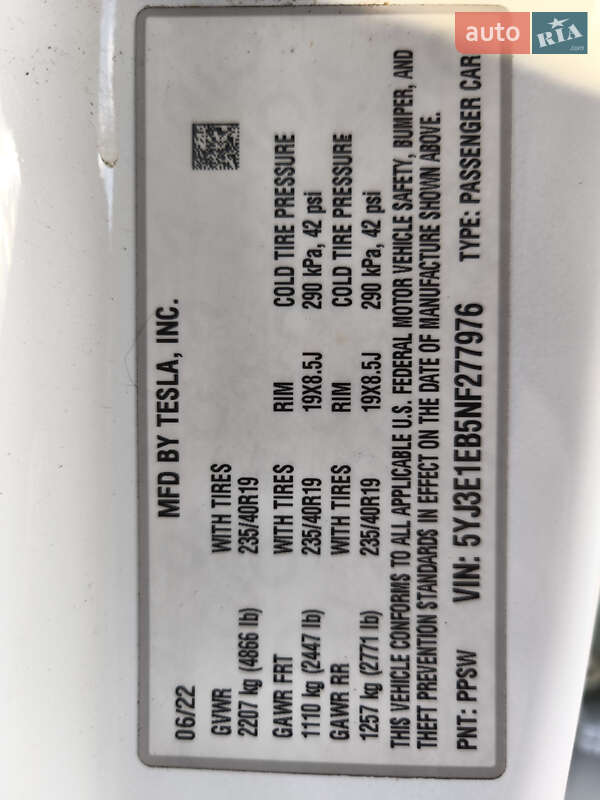 auto RIA .com
MFD BY TESLA, INC.
06/22
GVWR WITH TIRES
2207 kg (4866 lb) 235/40R19
GAWR FRT WITH TIRES RIM COLD TIRE PRESSURE
1110 kg (2447 lb) 235/40R19 19X8.5J 290 kPa, 42 psi
GAWR RR WITH TIRES RIM COLD TIRE PRESSURE
1257 kg (2771 lb) 235/40R19 19X8.5J 290 kPa, 42 psi
THIS VEHICLE CONFORMS TO ALL APPLICABLE U.S. FEDERAL MOTOR VEHICLE SAFETY, BUMPER, AND
THEFT PREVENTION STANDARDS IN EFFECT ON THE DATE OF MANUFACTURE SHOWN ABOVE.
PNT: PPSW VIN: 5YJ3E1EB5NF277976 TYPE: PASSENGER CAR